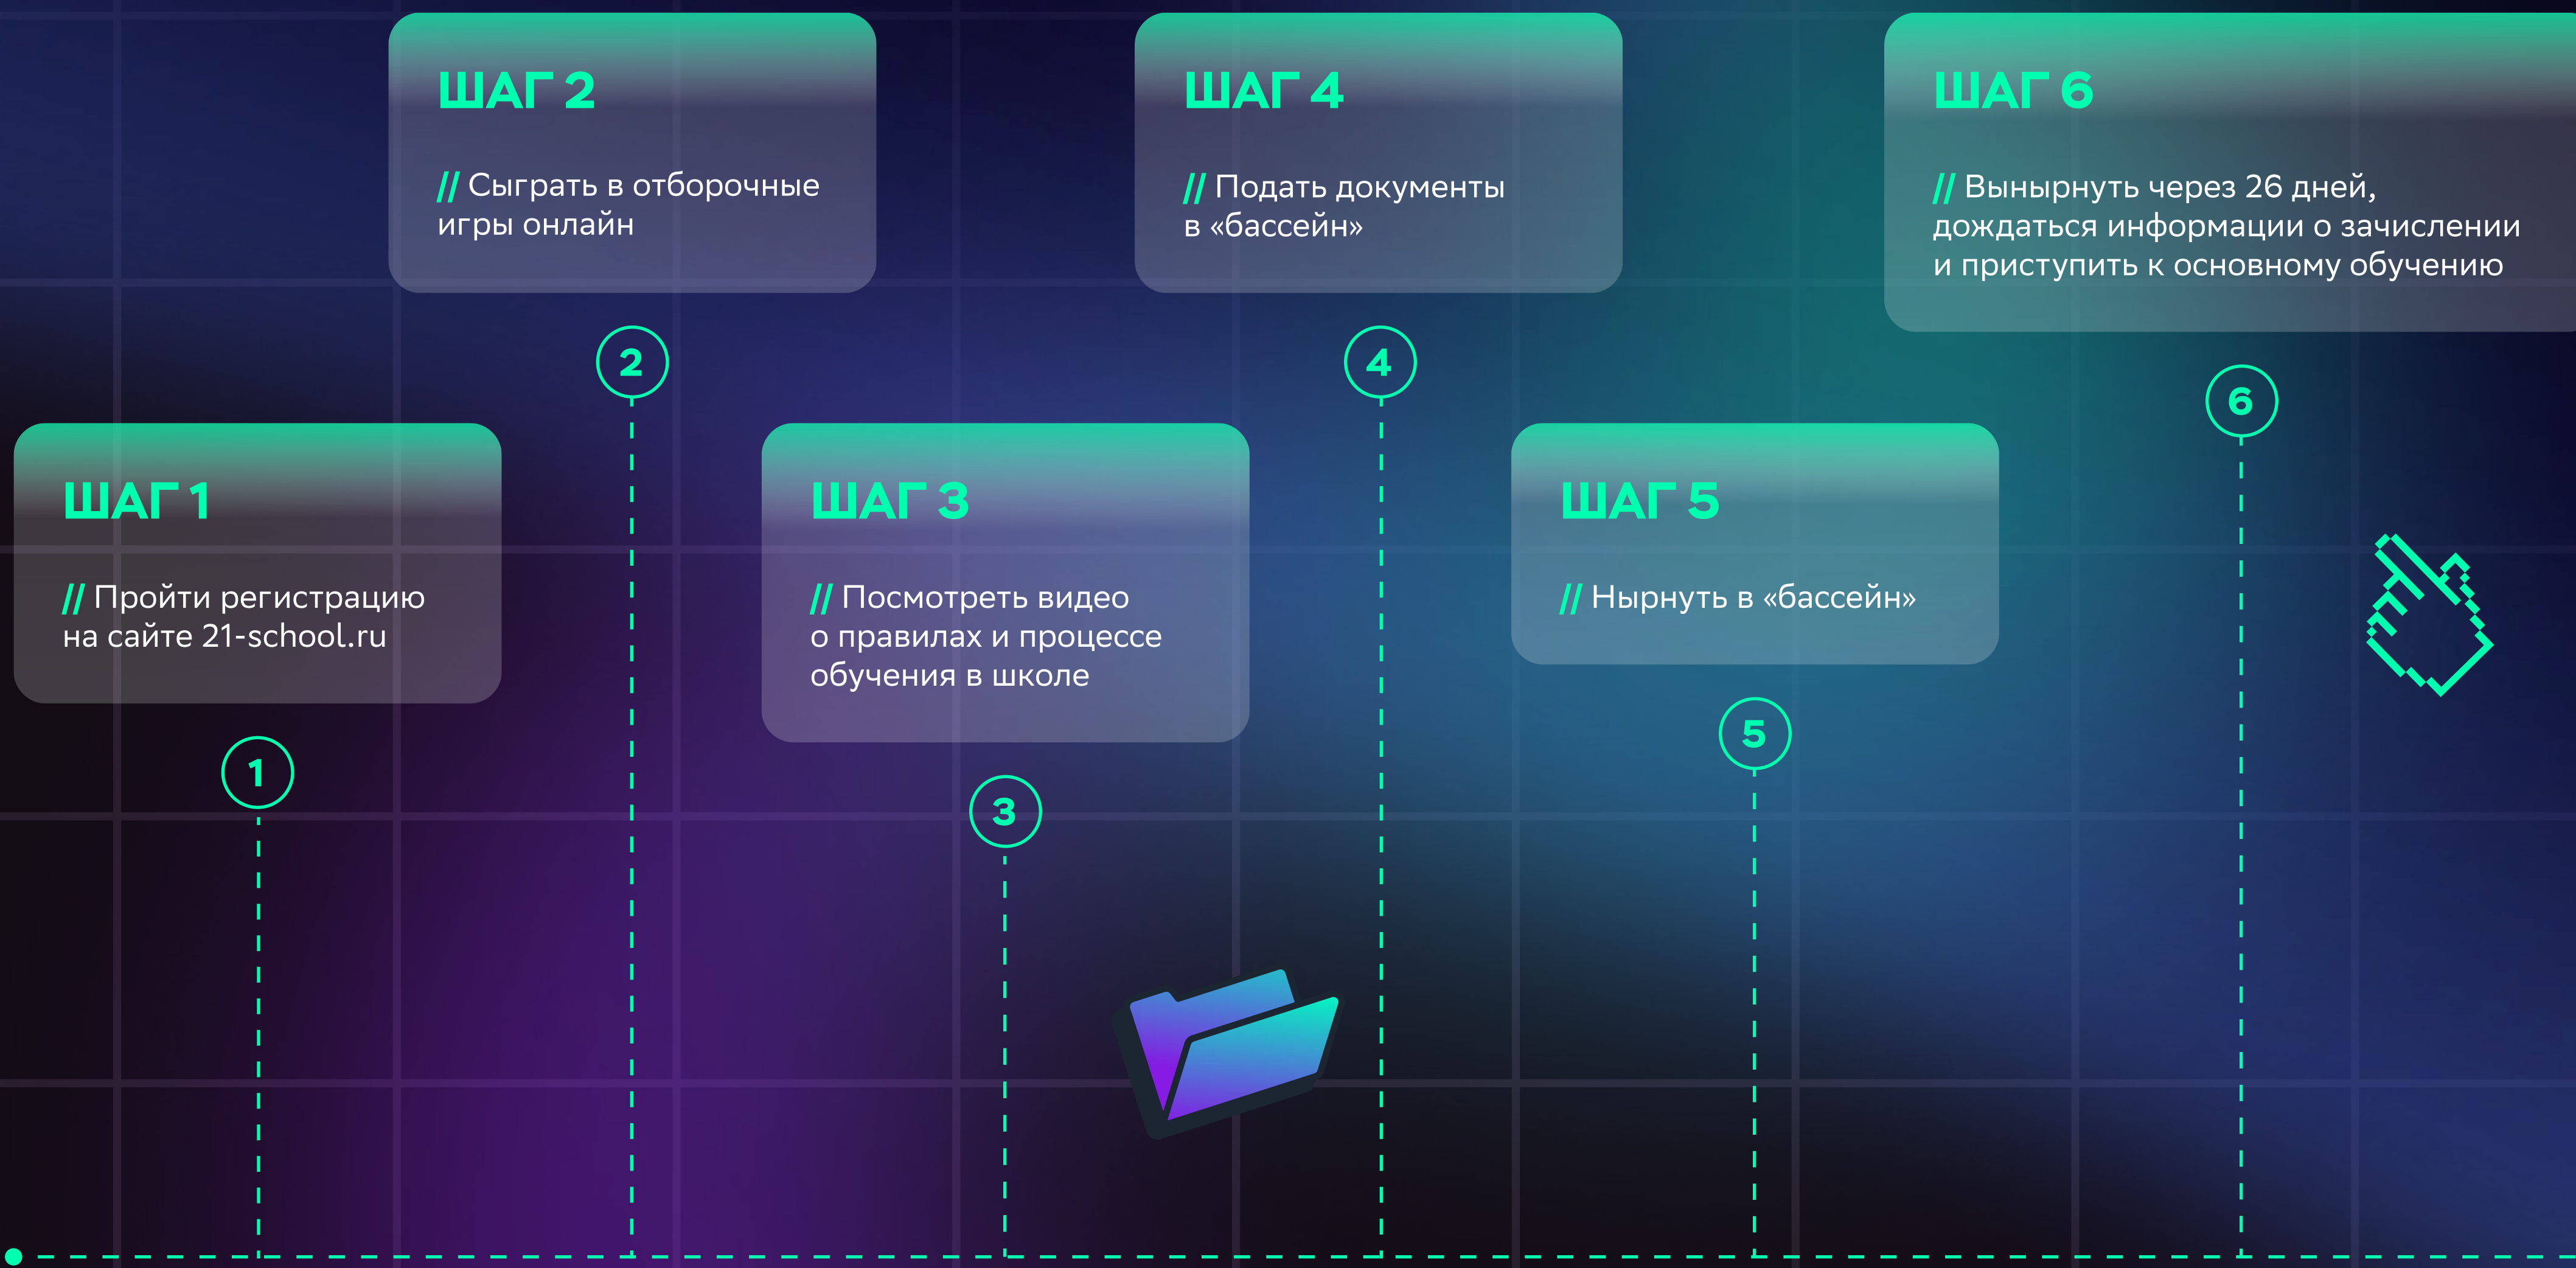 ШАГ 1
// Пройти регистрацию
на сайте 21-school.ru
1
ШАГ 2
// Сыграть в отборочные
игры онлайн
2
ШАГ 3
// Посмотреть видео
о правилах и процессе
обучения в школе
3
ШАГ 4
// Подать документы
в «бассейн»
4
ШАГ 5
// Нырнуть в «бассейн»
5
ШАГ 6
// Вынырнуть через 26 дней,
дождаться информации о зачислении
и приступить к основному обучению
6